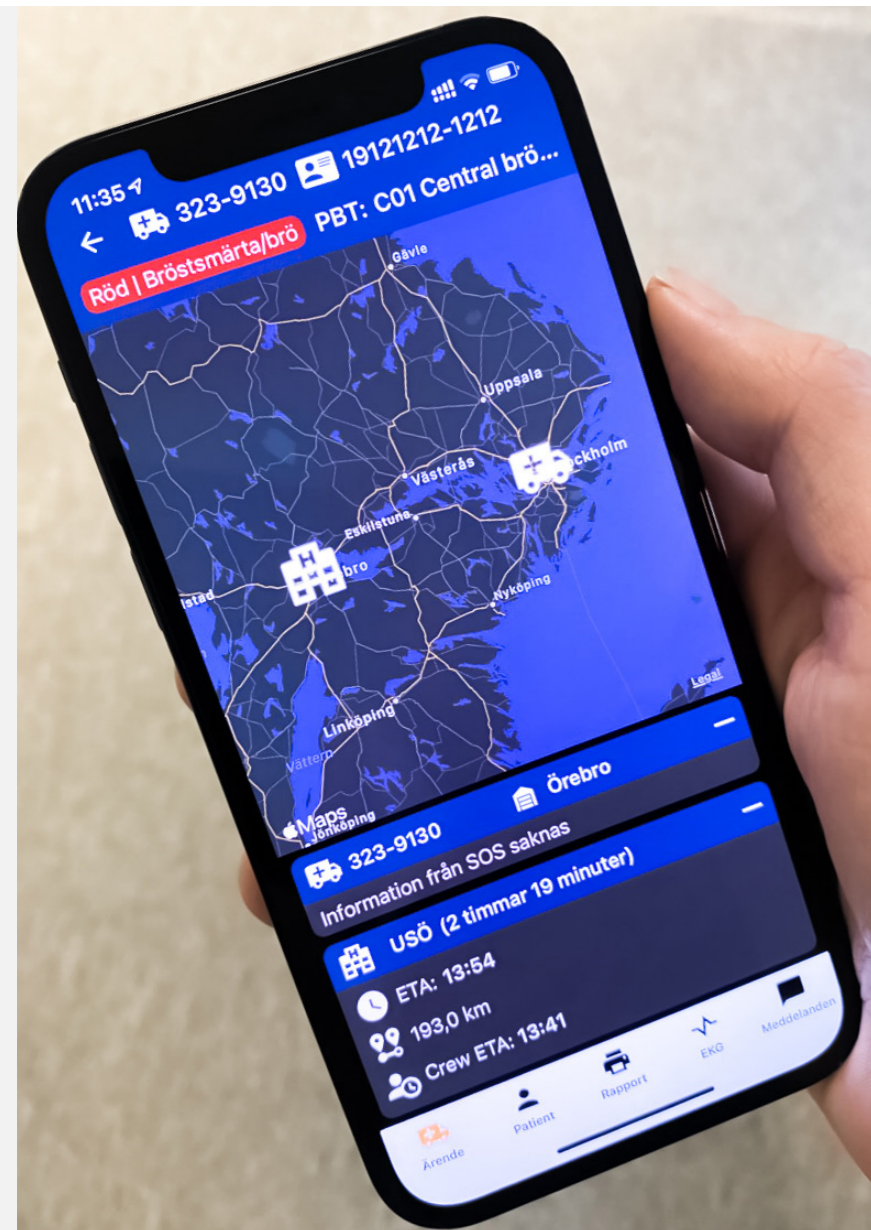 11:35
323-9130 19121212-1212
Röd | Bröstsmärta/brö PBT: C01 Central brö...
Gävle
Uppsala
Västerås
ckholm
Eskilstuna
bro
lstad
Nyköping
Linköping
Vättern
Legal
Maps
Jönköping
323-9130 Örebro
Information från SOS saknas
USÖ (2 timmar 19 minuter)
ETA: 13:54
193,0 km
Crew ETA: 13:41
Ärende Patient Rapport EKG Meddelanden